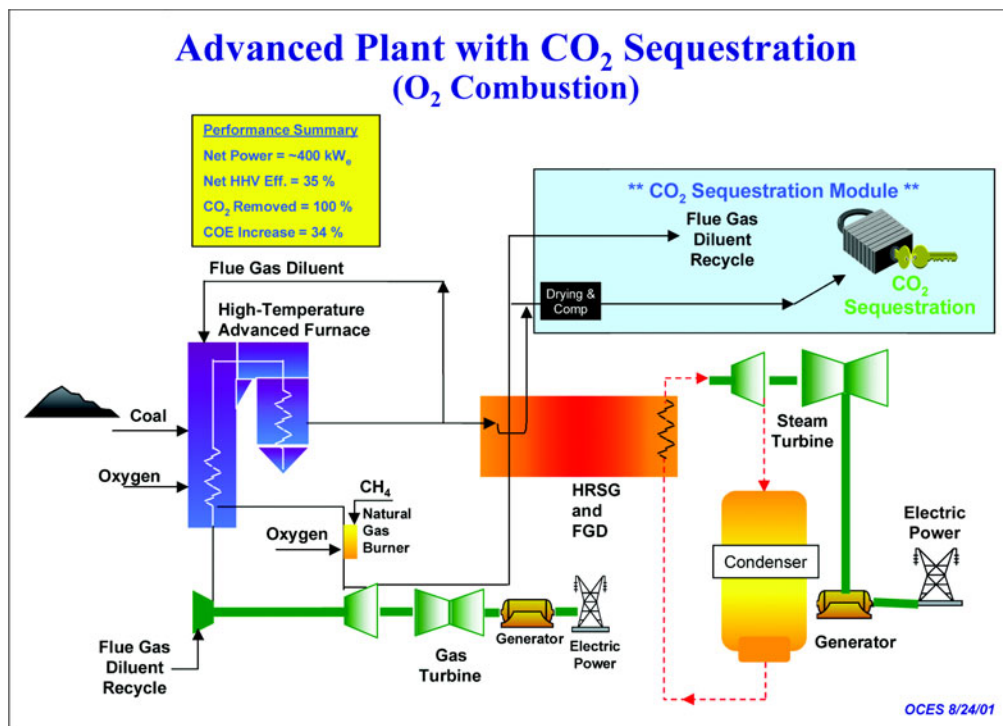 Advanced Plant with CO₂ Sequestration
(O₂ Combustion)
Performance Summary
Net Power = ~400 kWₑ
Net HHV Eff. = 35 %
CO₂ Removed = 100 %
COE Increase = 34 %
** CO₂ Sequestration Module **
Flue Gas
Diluent
Recycle
Drying &
Comp
CO₂
Sequestration
Flue Gas Diluent
High-Temperature
Advanced Furnace
Coal
Oxygen
CH₄
Natural
Gas
Burner
Oxygen
HRSG
and
FGD
Steam
Turbine
Condenser
Electric
Power
Generator
Flue Gas
Diluent
Recycle
Gas
Turbine
Generator
Electric
Power
OCES 8/24/01